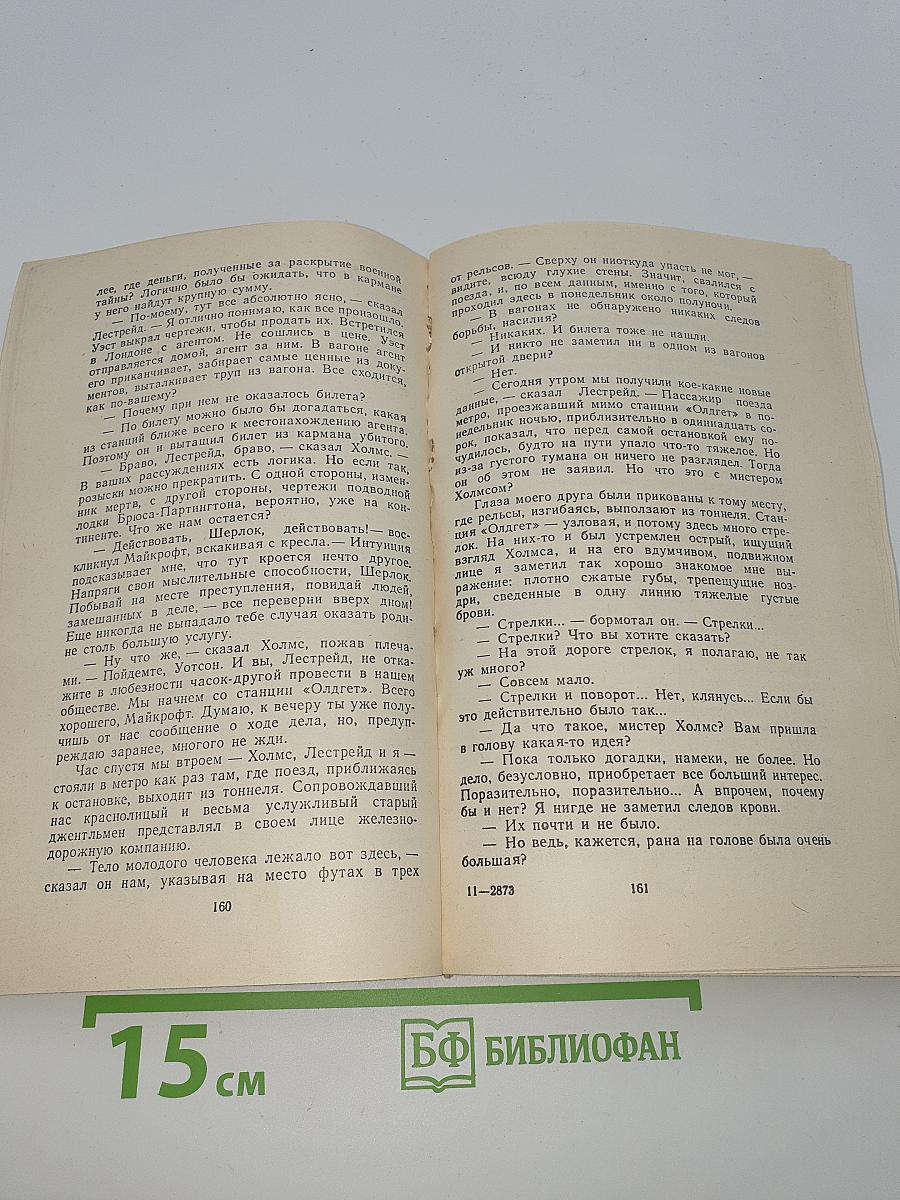 лее, где деньги, полученные за раскрытие военной
тайны? Логично было бы ожидать, что в кармане
у него найдут крупную сумму.
— По-моему, тут все абсолютно ясно, — сказал
Лестрейд. — Я отлично понимаю, как все произошло.
Уэст выкрал чертежи, чтобы продать их. Встретился
в Лондоне с агентом. Не сошлись в цене. Уэст
отправляется домой, агент за ним. В вагоне агент
его приканчивает, забирает самые ценные из доку-
ментов, выталкивает труп из вагона. Все сходится,
как по-вашему?
— Почему при нем не оказалось билета?
— По билету можно было бы догадаться, какая
из станций ближе всего к местонахождению агента.
Поэтому он и вытащил билет из кармана убитого.
— Браво, Лестрейд, браво, — сказал Холмс. —
В ваших рассуждениях есть логика. Но если так,
розыски можно прекратить. С одной стороны, измен-
ник мертв, с другой стороны, чертежи подводной
лодки Брюса-Партингтона, вероятно, уже на кон-
тиненте. Что же нам остается?
— Действовать, Шерлок, действовать!— вос-
кликнул Майкрофт, вскакивая с кресла.— Интуиция
подсказывает мне, что тут кроется нечто другое.
Напряги свои мыслительные способности, Шерлок.
Побывай на месте преступления, повидай людей,
замешанных в деле, — все переверни вверх дном!
Еще никогда не выпадало тебе случая оказать роди-
не столь большую услугу.
— Ну что же, — сказал Холмс, пожав плеча-
ми. — Пойдемте, Уотсон. И вы, Лестрейд, не отка-
жите в любезности часок-другой провести в нашем
обществе. Мы начнем со станции «Олдгет». Всего
хорошего, Майкрофт. Думаю, к вечеру ты уже полу-
чишь от нас сообщение о ходе дела, но, предуп-
реждаю заранее, многого не жди.
Час спустя мы втроем — Холмс, Лестрейд и я —
стояли в метро как раз там, где поезд, приближаясь
к остановке, выходит из тоннеля. Сопровождавший
нас краснолицый и весьма услужливый старый
джентльмен представлял в своем лице железно-
дорожную компанию.
— Тело молодого человека лежало вот здесь, —
сказал он нам, указывая на место футах в трех
160
от рельсов. — Сверху он ниоткуда упасть не мог, —
видите, всюду глухие стены. Значит, свалился с
поезда, и, по всем данным, именно с того, который
проходил здесь в понедельник около полуночи.
— В вагонах не обнаружено никаких следов
борьбы, насилия?
— Никаких. И билета тоже не нашли.
— И никто не заметил ни в одном из вагонов
открытой двери?
— Нет.
— Сегодня утром мы получили кое-какие новые
данные, — сказал Лестрейд. — Пассажир поезда
метро, проезжавший мимо станции «Олдгет» в по-
недельник ночью, приблизительно в одиннадцать со-
рок, показал, что перед самой остановкой ему по-
чудилось, будто на пути упало что-то тяжелое. Но
из-за густого тумана он ничего не разглядел. Тогда
он об этом не заявил. Но что это с мистером
Холмсом?
Глаза моего друга были прикованы к тому месту,
где рельсы, изгибаясь, выползают из тоннеля. Стан-
ция «Олдгет» — узловая, и потому здесь много стре-
лок. На них-то и был устремлен острый, ищущий
взгляд Холмса, и на его вдумчивом, подвижном
лице я заметил так хорошо знакомое мне вы-
ражение: плотно сжатые губы, трепещущие ноз-
дри, сведенные в одну линию тяжелые густые
брови.
— Стрелки... — бормотал он. — Стрелки...
— Стрелки? Что вы хотите сказать?
— На этой дороге стрелок, я полагаю, не так
уж много?
— Совсем мало.
— Стрелки и поворот... Нет, клянусь... Если бы
это действительно было так...
— Да что такое, мистер Холмс? Вам пришла
в голову какая-то идея?
— Пока только догадки, намеки, не более. Но
дело, безусловно, приобретает все больший интерес.
Поразительно, поразительно... А впрочем, почему
бы и нет? Я нигде не заметил следов крови.
— Их почти и не было.
— Но ведь, кажется, рана на голове была очень
большая?
11—2873
161
15 см
БФ БИБЛИОФАН